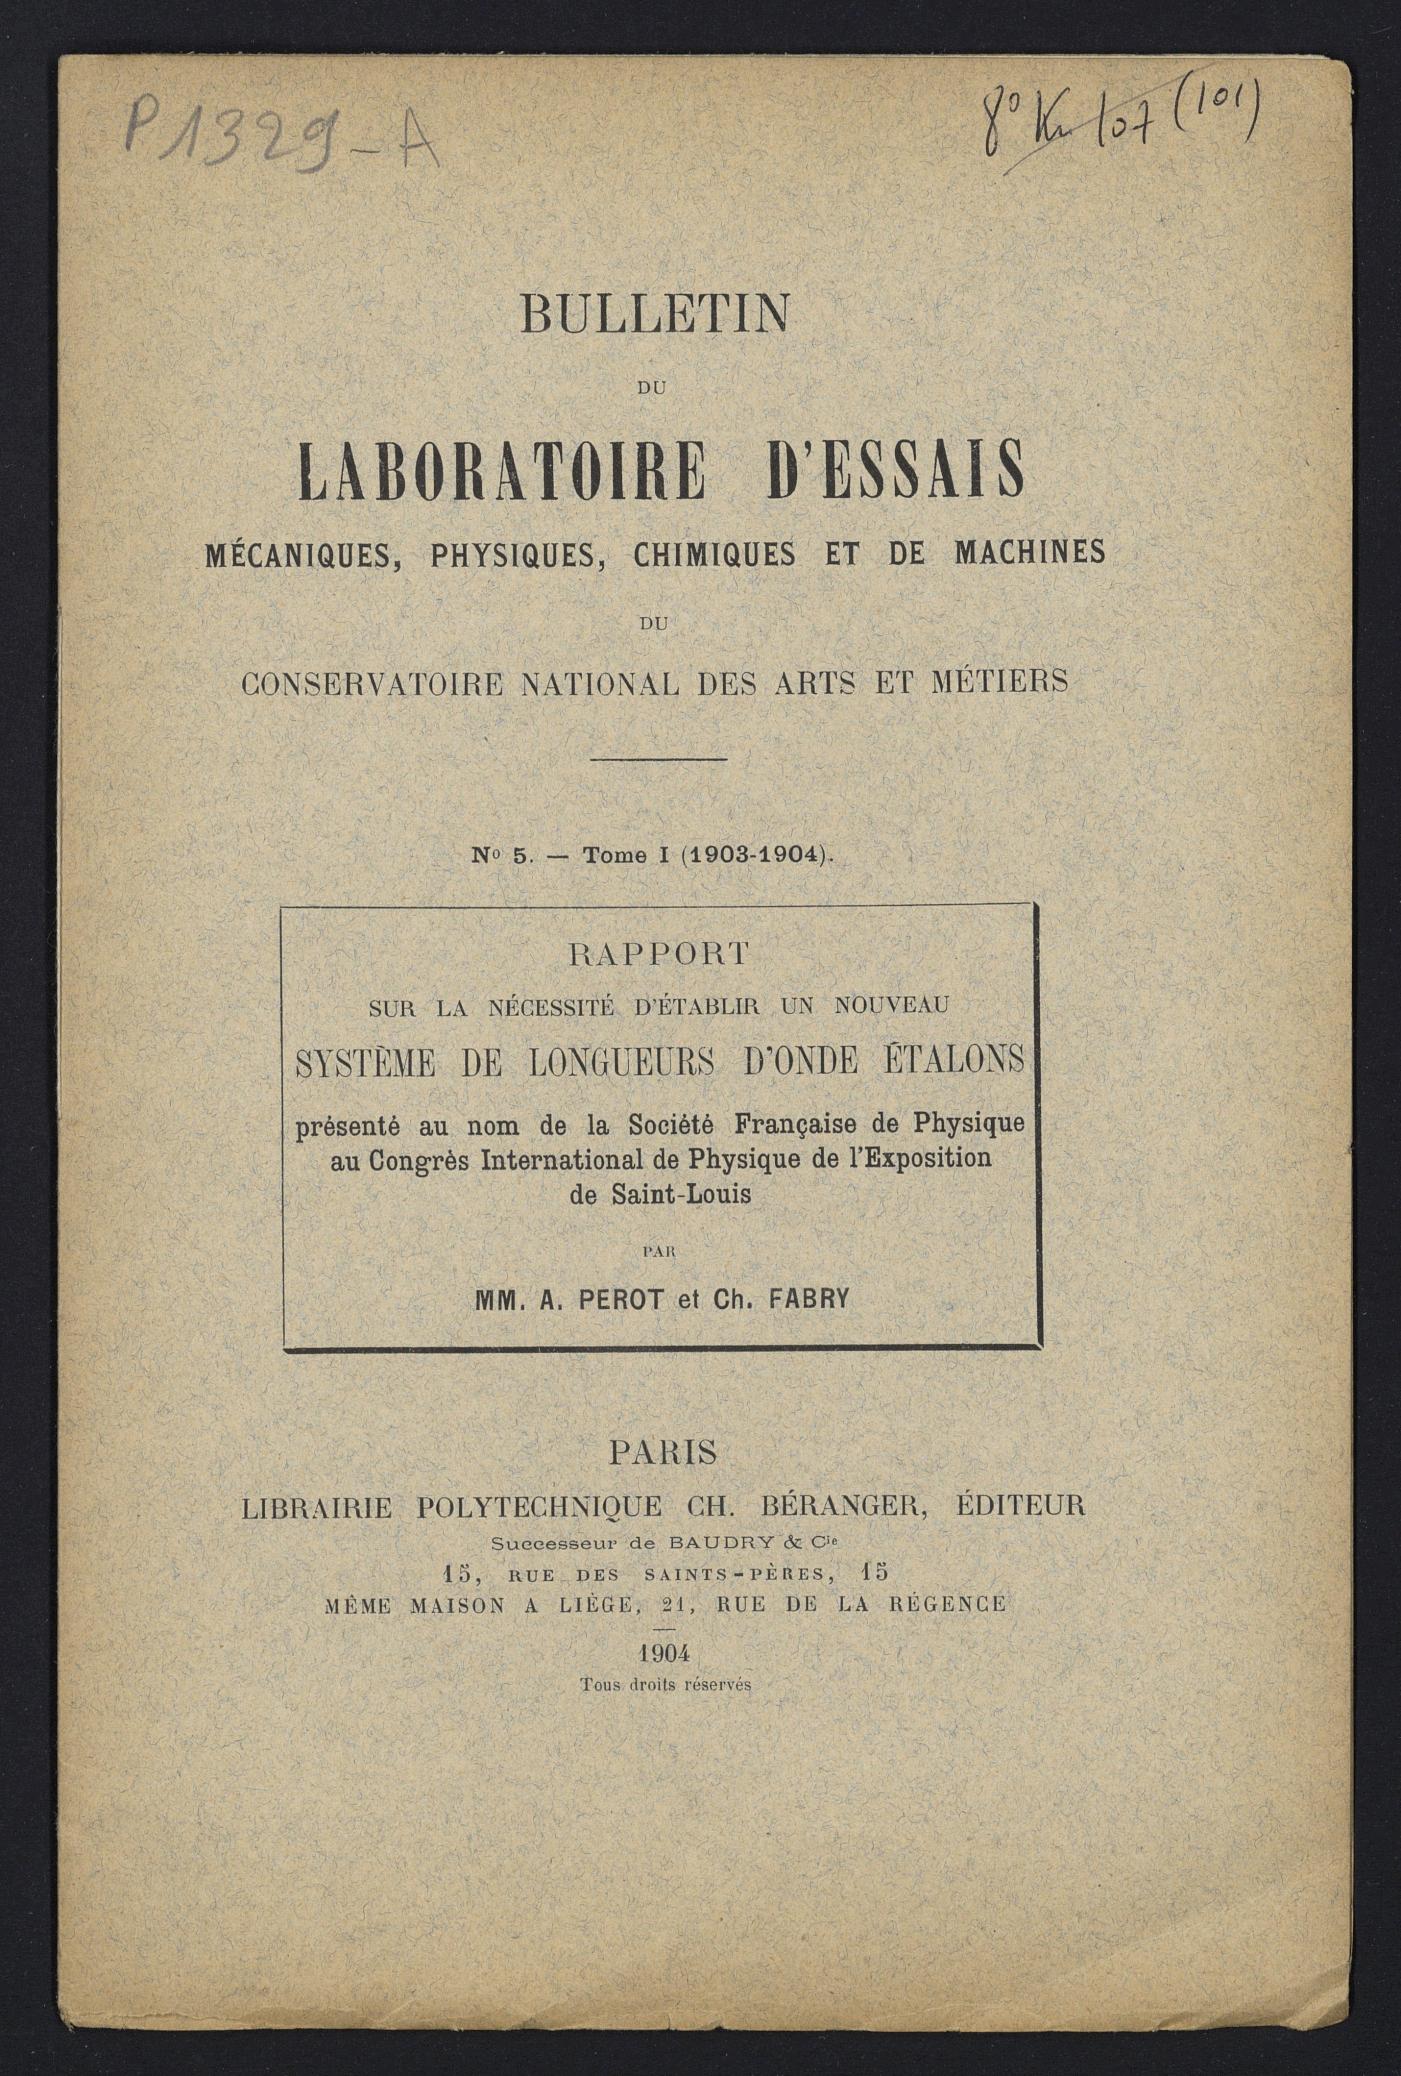 P 1329-A
8° Ku 107 (101)
BULLETIN
DU
LABORATOIRE D'ESSAIS
MÉCANIQUES, PHYSIQUES, CHIMIQUES ET DE MACHINES
DU
CONSERVATOIRE NATIONAL DES ARTS ET MÉTIERS
Nº 5. — Tome I (1903-1904).
RAPPORT
SUR LA NÉCESSITÉ D'ÉTABLIR UN NOUVEAU
SYSTÈME DE LONGUEURS D'ONDE ÉTALONS
présenté au nom de la Société Française de Physique
au Congrès International de Physique de l'Exposition
de Saint-Louis
PAR
MM. A. PEROT et Ch. FABRY
PARIS
LIBRAIRIE POLYTECHNIQUE CH. BÉRANGER, ÉDITEUR
Successeur de BAUDRY & Cie
15, RUE DES SAINTS-PÈRES, 15
MÊME MAISON A LIÈGE, 21, RUE DE LA RÉGENCE
1904
Tous droits réservés